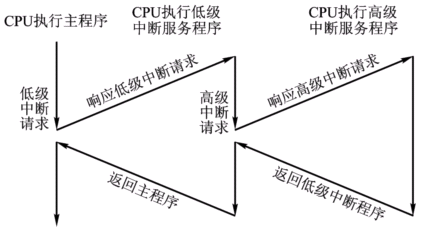 CPU执行主程序
CPU执行低级
中断服务程序
CPU执行高级
中断服务程序
低级
中断
请求
响应低级中断请求
高级
中断
请求
响应高级中断请求
返回主程序
返回低级中断程序